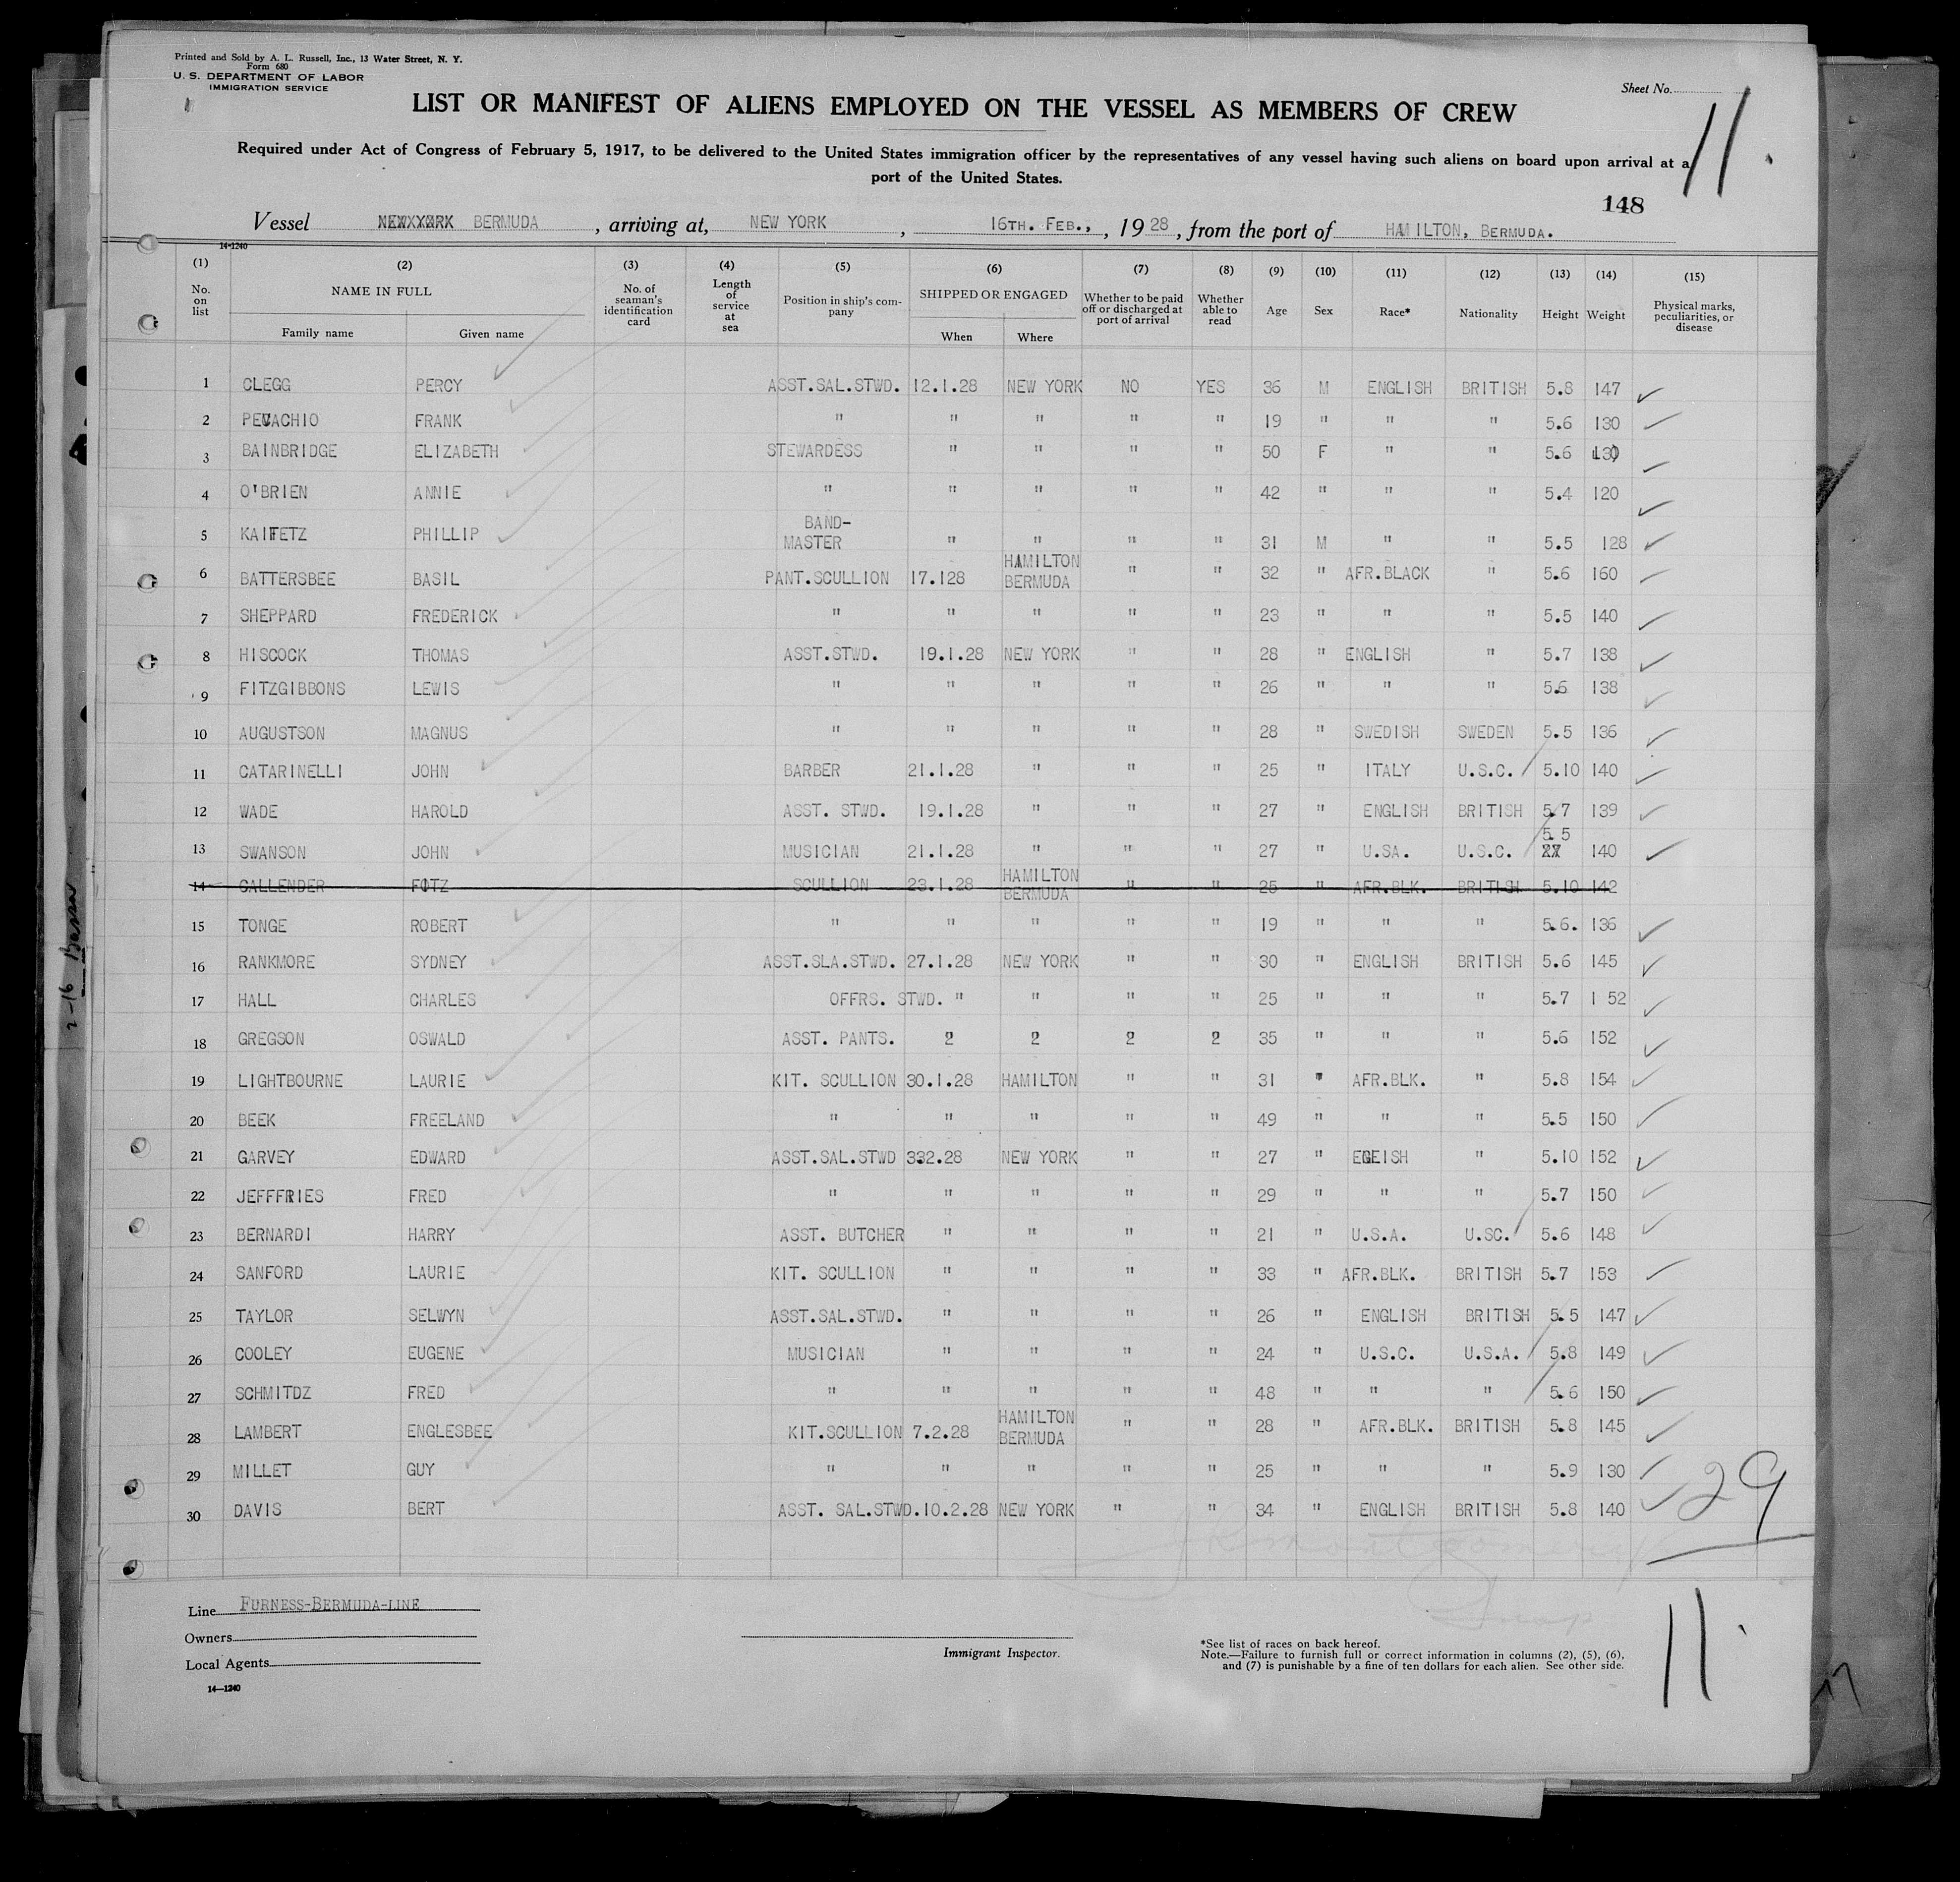 Printed and Sold by A. L. Russell, Inc., 13 Water Street, N. Y.
Form 680
U. S. DEPARTMENT OF LABOR
IMMIGRATION SERVICE
Sheet No.
11.
LIST OR MANIFEST OF ALIENS EMPLOYED ON THE VESSEL AS MEMBERS OF CREW
Required under Act of Congress of February 5, 1917, to be delivered to the United States immigration officer by the representatives of any vessel having such aliens on board upon arrival at a
port of the United States.
148
Vessel BERMUDA , arriving at, NEW YORK , 16TH. FEB., , 1928, from the port of HAMILTON, BERMUDA.
14-1240
(1) (2) (3) (4) (5) (6) (7) (8) (9) (10) (11) (12) (13) (14) (15)
No. on list NAME IN FULL Family name Given name No. of seaman's identification card Length of service at sea Position in ship's company SHIPPED OR ENGAGED When Where Whether to be paid off or discharged at port of arrival Whether able to read Age Sex Race* Nationality Height Weight Physical marks, peculiarities, or disease
1 CLEGG PERCY ASST.SAL.STWD. 12.1.28 NEW YORK NO YES 36 M ENGLISH BRITISH 5.8 147
2 FRANK " " " " " 19 " " " 5.6 130
3 BAINBRIDGE ELIZABETH STEWARDESS " " " " 50 F " " 5.6 130
4 O'BRIEN ANNIE " " " " " 42 " " " 5.4 120
5 PHILLIP BAND-MASTER " " " " 31 M " " 5.5 128
6 BATTERSBEE BASIL PANT.SCULLION 17.128 HAMILTON BERMUDA " " 32 " AFR.BLACK " 5.6 160
7 SHEPPARD FREDERICK " " " " " 23 " " " 5.5 140
8 HISCOCK THOMAS ASST.STWD. 19.1.28 NEW YORK " " 28 " ENGLISH " 5.7 138
9 FITZGIBBONS LEWIS " " " " " 26 " " " 5.6 138
10 AUGUSTSON MAGNUS " " " " " 28 " SWEDISH SWEDEN 5.5 136
11 CATARINELLI JOHN BARBER 21.1.28 " " " 25 " ITALY U.S.C. 5.10 140
12 WADE HAROLD ASST. STWD. 19.1.28 " " " 27 " ENGLISH BRITISH 5.7 139
13 SWANSON JOHN MUSICIAN 21.1.28 " " " 27 " U.SA. U.S.C. 5.5 XX 140
14 CALLENDER FOTZ SCULLION 23.1.28 HAMILTON BERMUDA " " 25 " AFR.BLK. BRITISH 5.10 142
15 TONGE ROBERT " " " " " 19 " " " 5.6. 136
16 RANKMORE SYDNEY ASST.SLA.STWD. 27.1.28 NEW YORK " " 30 " ENGLISH BRITISH 5.6 145
17 HALL CHARLES OFFRS. STWD. " " " " 25 " " " 5.7 1 52
18 GREGSON OSWALD ASST. PANTS. 2 2 2 2 35 " " " 5.6 152
19 LIGHTBOURNE LAURIE KIT. SCULLION 30.1.28 HAMILTON " " 31 " AFR.BLK. " 5.8 154
20 BEEK FREELAND " " " " " 49 " " " 5.5 150
21 GARVEY EDWARD ASST.SAL.STWD 332.28 NEW YORK " " 27 " EGEISH " 5.10 152
22 JEFFFRIES FRED " " " " " 29 " " " 5.7 150
23 BERNARDI HARRY ASST. BUTCHER " " " " 21 " U.S.A. U.SC. 5.6 148
24 SANFORD LAURIE KIT. SCULLION " " " " 33 " AFR.BLK. BRITISH 5.7 153
25 TAYLOR SELWYN ASST.SAL.STWD. " " " " 26 " ENGLISH BRITISH 5.5 147
26 COOLEY EUGENE MUSICIAN " " " " 24 " U.S.C. U.S.A. 5.8 149
27 SCHMITDZ FRED " " " " " 48 " " " 5.6 150
28 LAMBERT ENGLESBEE KIT.SCULLION 7.2.28 HAMILTON BERMUDA " " 28 " AFR.BLK. BRITISH 5.8 145
29 MILLET GUY " " " " " 25 " " " 5.9 130
30 DAVIS BERT ASST. SAL.STWD. 10.2.28 NEW YORK " " 34 " ENGLISH BRITISH 5.8 140
29
Line FURNESS-BERMUDA-LINE
Owners
Local Agents
14—1240
Immigrant Inspector.
*See list of races on back hereof.
Note.—Failure to furnish full or correct information in columns (2), (5), (6),
and (7) is punishable by a fine of ten dollars for each alien. See other side.
11.
2-16